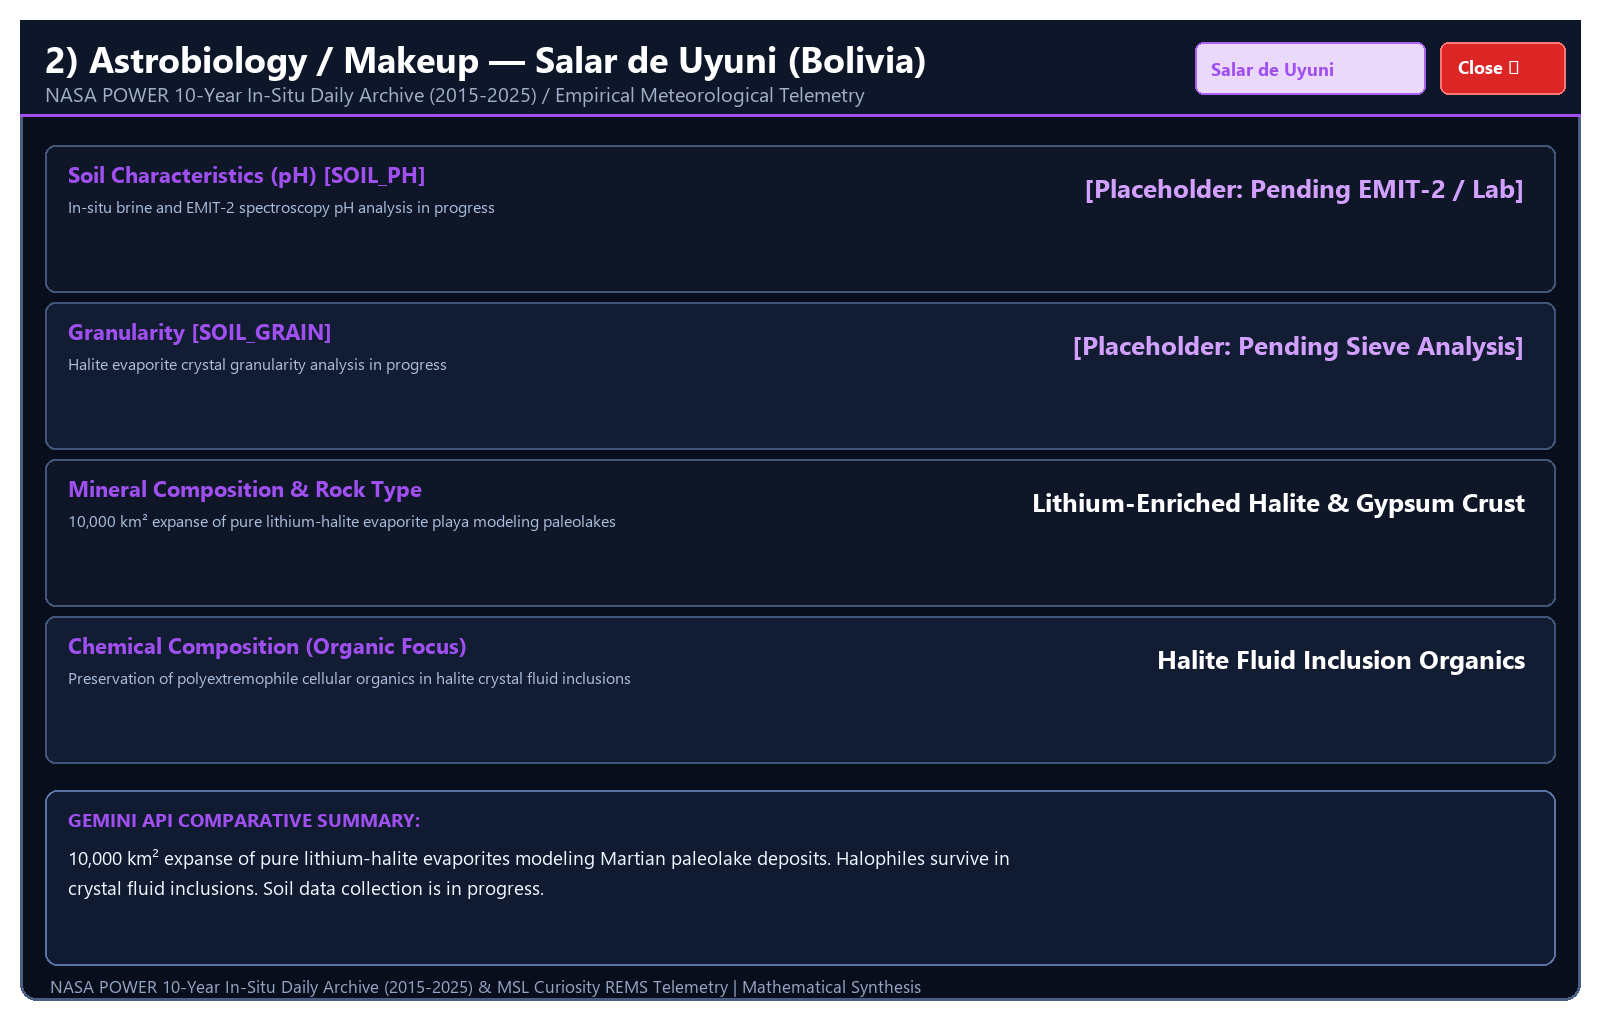 2) Astrobiology / Makeup — Salar de Uyuni (Bolivia)
NASA POWER 10-Year In-Situ Daily Archive (2015-2025) / Empirical Meteorological Telemetry
Salar de Uyuni
Close
Soil Characteristics (pH) [SOIL_PH]
In-situ brine and EMIT-2 spectroscopy pH analysis in progress
[Placeholder: Pending EMIT-2 / Lab]
Granularity [SOIL_GRAIN]
Halite evaporite crystal granularity analysis in progress
[Placeholder: Pending Sieve Analysis]
Mineral Composition & Rock Type
10,000 km² expanse of pure lithium-halite evaporite playa modeling paleolakes
Lithium-Enriched Halite & Gypsum Crust
Chemical Composition (Organic Focus)
Preservation of polyextremophile cellular organics in halite crystal fluid inclusions
Halite Fluid Inclusion Organics
GEMINI API COMPARATIVE SUMMARY:
10,000 km² expanse of pure lithium-halite evaporites modeling Martian paleolake deposits. Halophiles survive in
crystal fluid inclusions. Soil data collection is in progress.
NASA POWER 10-Year In-Situ Daily Archive (2015-2025) & MSL Curiosity REMS Telemetry | Mathematical Synthesis